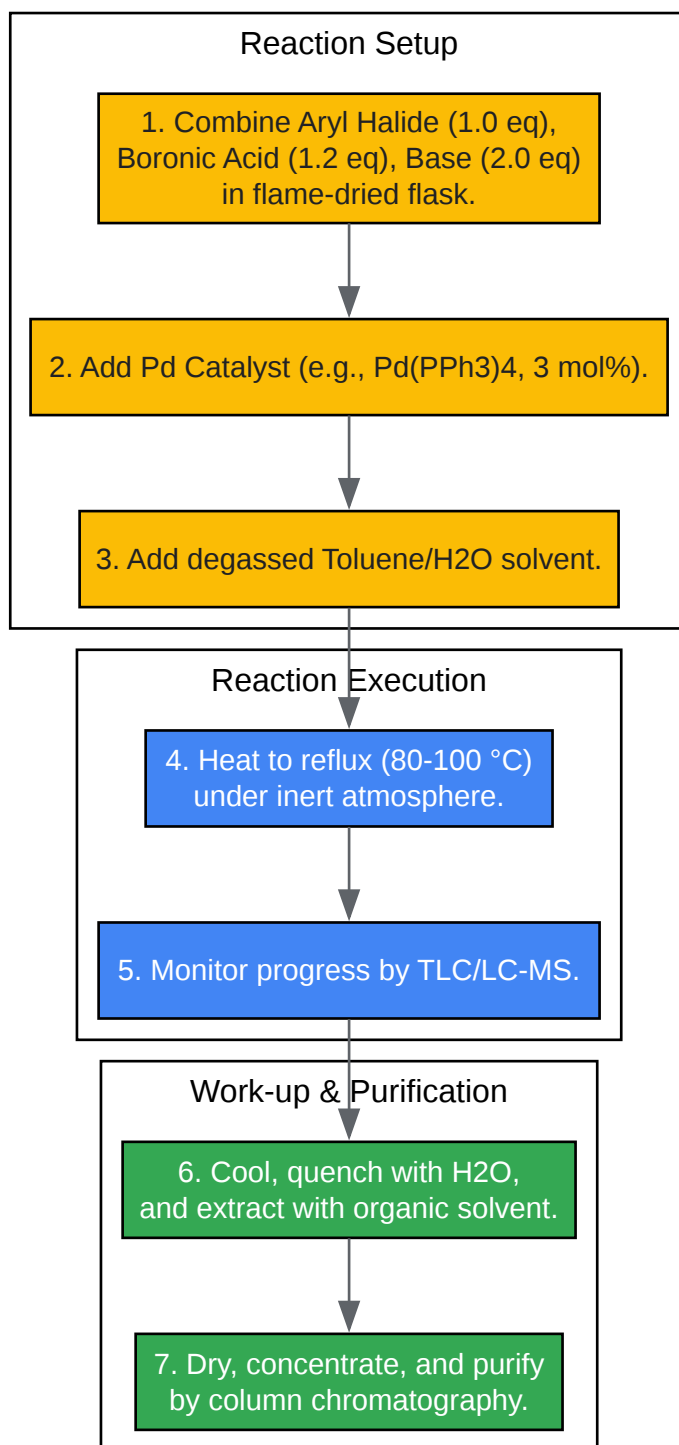 Reaction Setup
1. Combine Aryl Halide (1.0 eq),
Boronic Acid (1.2 eq), Base (2.0 eq)
in flame-dried flask.
2. Add Pd Catalyst (e.g., Pd(PPh3)4, 3 mol%).
3. Add degassed Toluene/H2O solvent.
Reaction Execution
4. Heat to reflux (80-100 °C)
under inert atmosphere.
5. Monitor progress by TLC/LC-MS.
Work-up & Purification
6. Cool, quench with H2O,
and extract with organic solvent.
7. Dry, concentrate, and purify
by column chromatography.